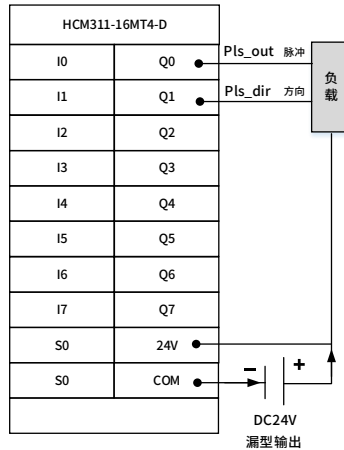 HCM311-16MT4-D
I0 Q0 Pls_out 脉冲
I1 Q1 Pls_dir 方向
负载
I2 Q2
I3 Q3
I4 Q4
I5 Q5
I6 Q6
I7 Q7
S0 24V
S0 COM
− +
DC24V
漏型输出